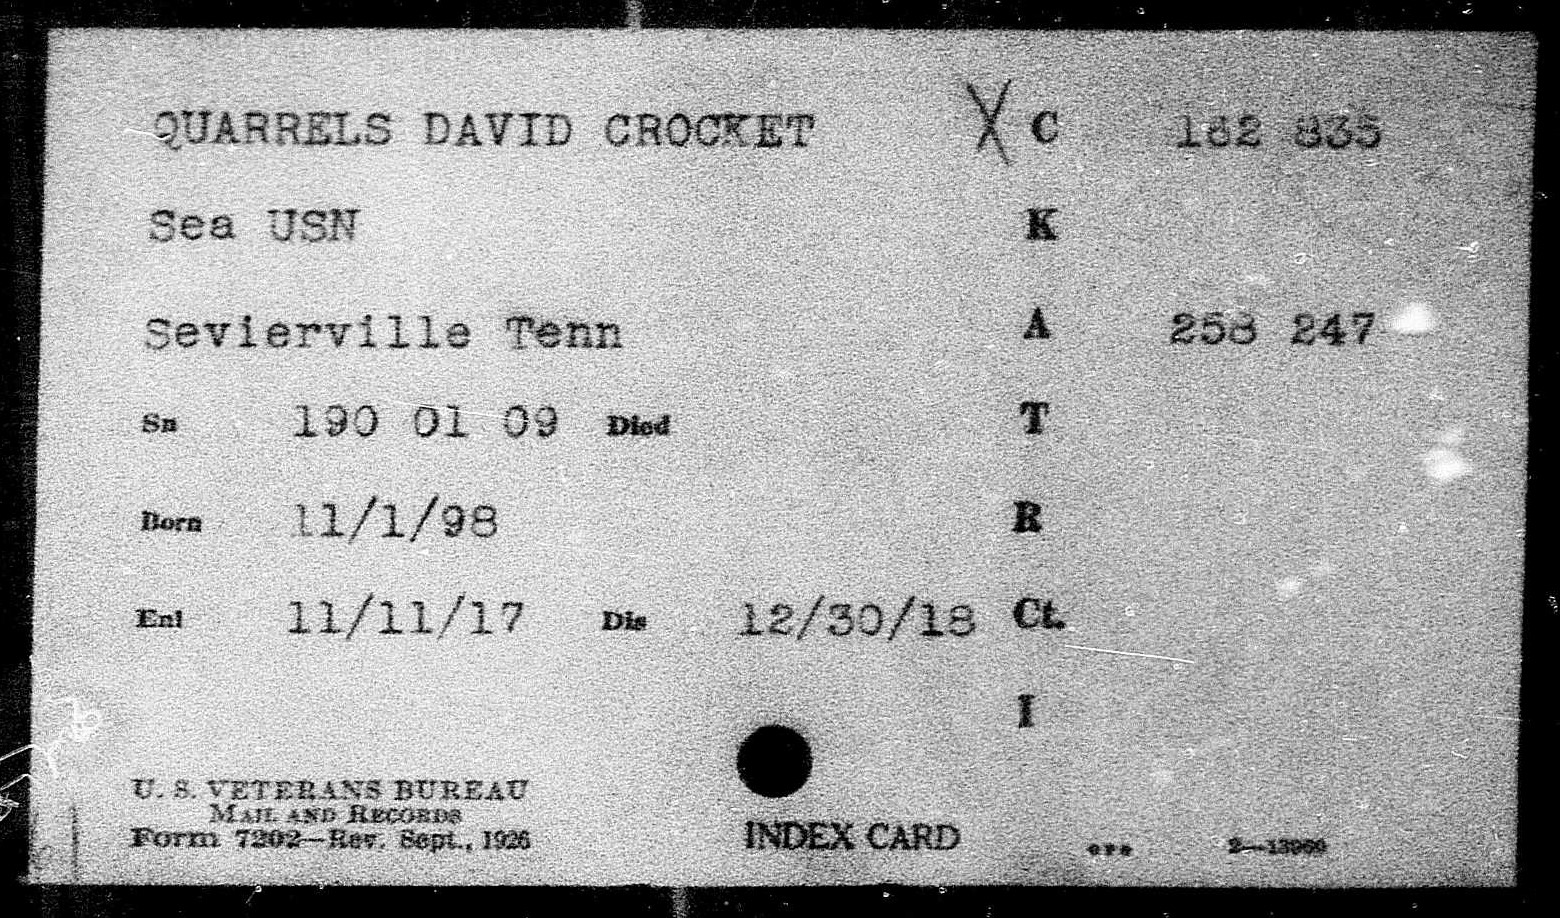 QUARRELS DAVID CROCKET X C 162 835
Sea USN K
Sevierville Tenn A 258 247
Sn 190 01 09 Died T
Born 11/1/98 R
Enl 11/11/17 Dis 12/30/18 Ct.
I
U. S. VETERANS BUREAU
MAIL AND RECORDS
Form 7202—Rev. Sept., 1926 INDEX CARD GPO